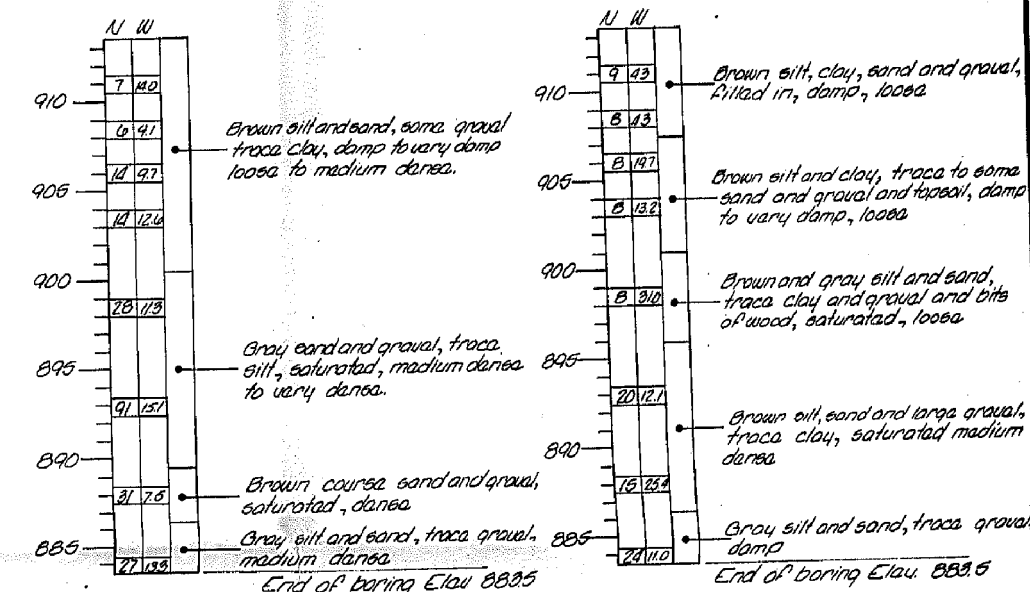 N W
7 14.0
910
6 9.1
Brown silt and sand, some gravel
trace clay, damp to very damp
loose to medium dense.
14 9.7
905
14 12.6
900
28 11.3
Gray sand and gravel, trace
silt, saturated, medium dense
to very dense.
895
91 15.1
890
31 7.5
Brown course sand and gravel,
saturated, dense
885
Gray silt and sand, trace gravel,
medium dense
27 13.3
End of boring Elev. 883.5
N W
9 4.3
Brown silt, clay, sand and gravel,
filled in, damp, loose
910
8 4.3
8 19.7
905
Brown silt and clay, trace to some
sand and gravel and topsoil, damp
to very damp, loose
8 13.2
900
Brown and gray silt and sand,
trace clay and gravel and bits
of wood, saturated, loose
8 31.0
895
20 12.1
Brown silt, sand and large gravel,
trace clay, saturated medium
dense
890
15 25.4
885
Gray silt and sand, trace gravel,
damp
24 11.0
End of boring Elev. 883.5